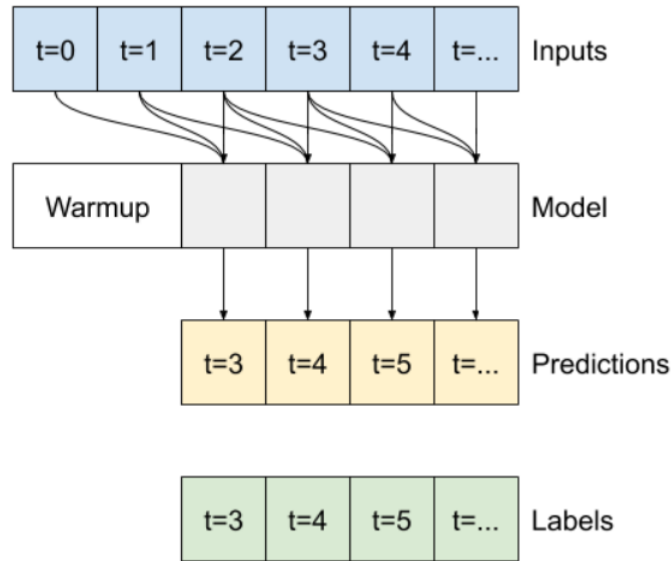 t=0 t=1 t=2 t=3 t=4 t=... Inputs
Warmup Model
t=3 t=4 t=5 t=... Predictions
t=3 t=4 t=5 t=... Labels